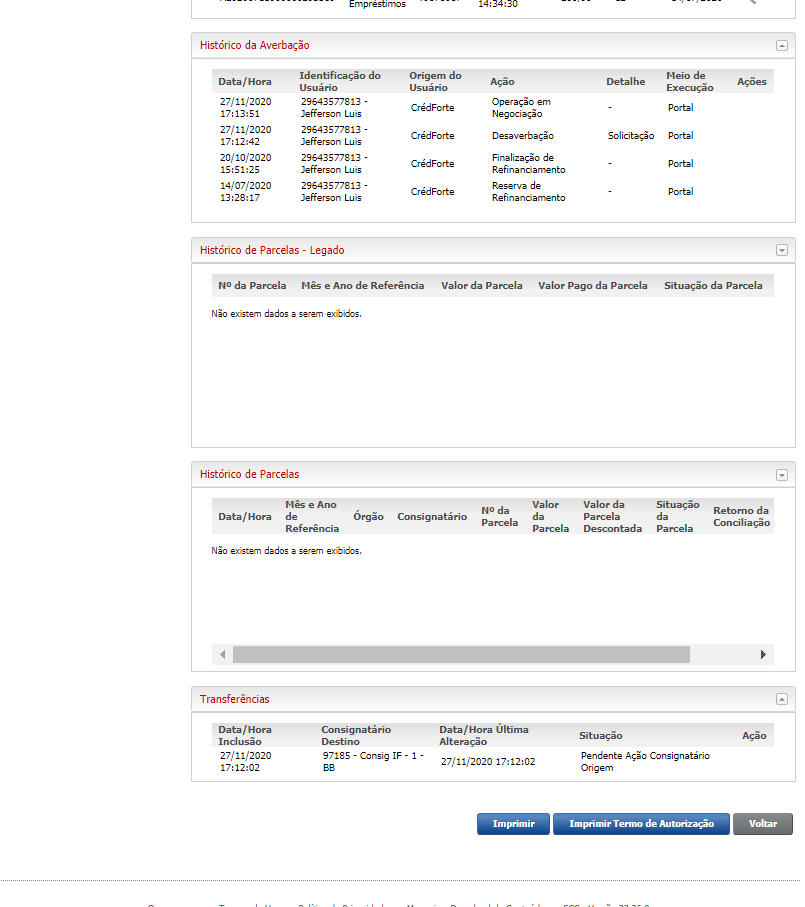 Empréstimos
14:34:30
Histórico da Averbação
Data/Hora Identificação do Usuário Origem do Usuário Ação Detalhe Meio de Execução Ações
27/11/2020 17:13:51 29643577813 - Jefferson Luis CrédForte Operação em Negociação - Portal
27/11/2020 17:12:42 29643577813 - Jefferson Luis CrédForte Desaverbação Solicitação Portal
20/10/2020 15:51:25 29643577813 - Jefferson Luis CrédForte Finalização de Refinanciamento - Portal
14/07/2020 13:28:17 29643577813 - Jefferson Luis CrédForte Reserva de Refinanciamento - Portal
Histórico de Parcelas - Legado
Nº da Parcela Mês e Ano de Referência Valor da Parcela Valor Pago da Parcela Situação da Parcela
Não existem dados a serem exibidos.
Histórico de Parcelas
Data/Hora Mês e Ano de Referência Órgão Consignatário Nº da Parcela Valor da Parcela Valor da Parcela Descontada Situação da Parcela Retorno da Conciliação
Não existem dados a serem exibidos.
Transferências
Data/Hora Inclusão Consignatário Destino Data/Hora Última Alteração Situação Ação
27/11/2020 17:12:02 97185 - Consig IF - 1 - BB 27/11/2020 17:12:02 Pendente Ação Consignatário Origem
Imprimir Imprimir Termo de Autorização Voltar